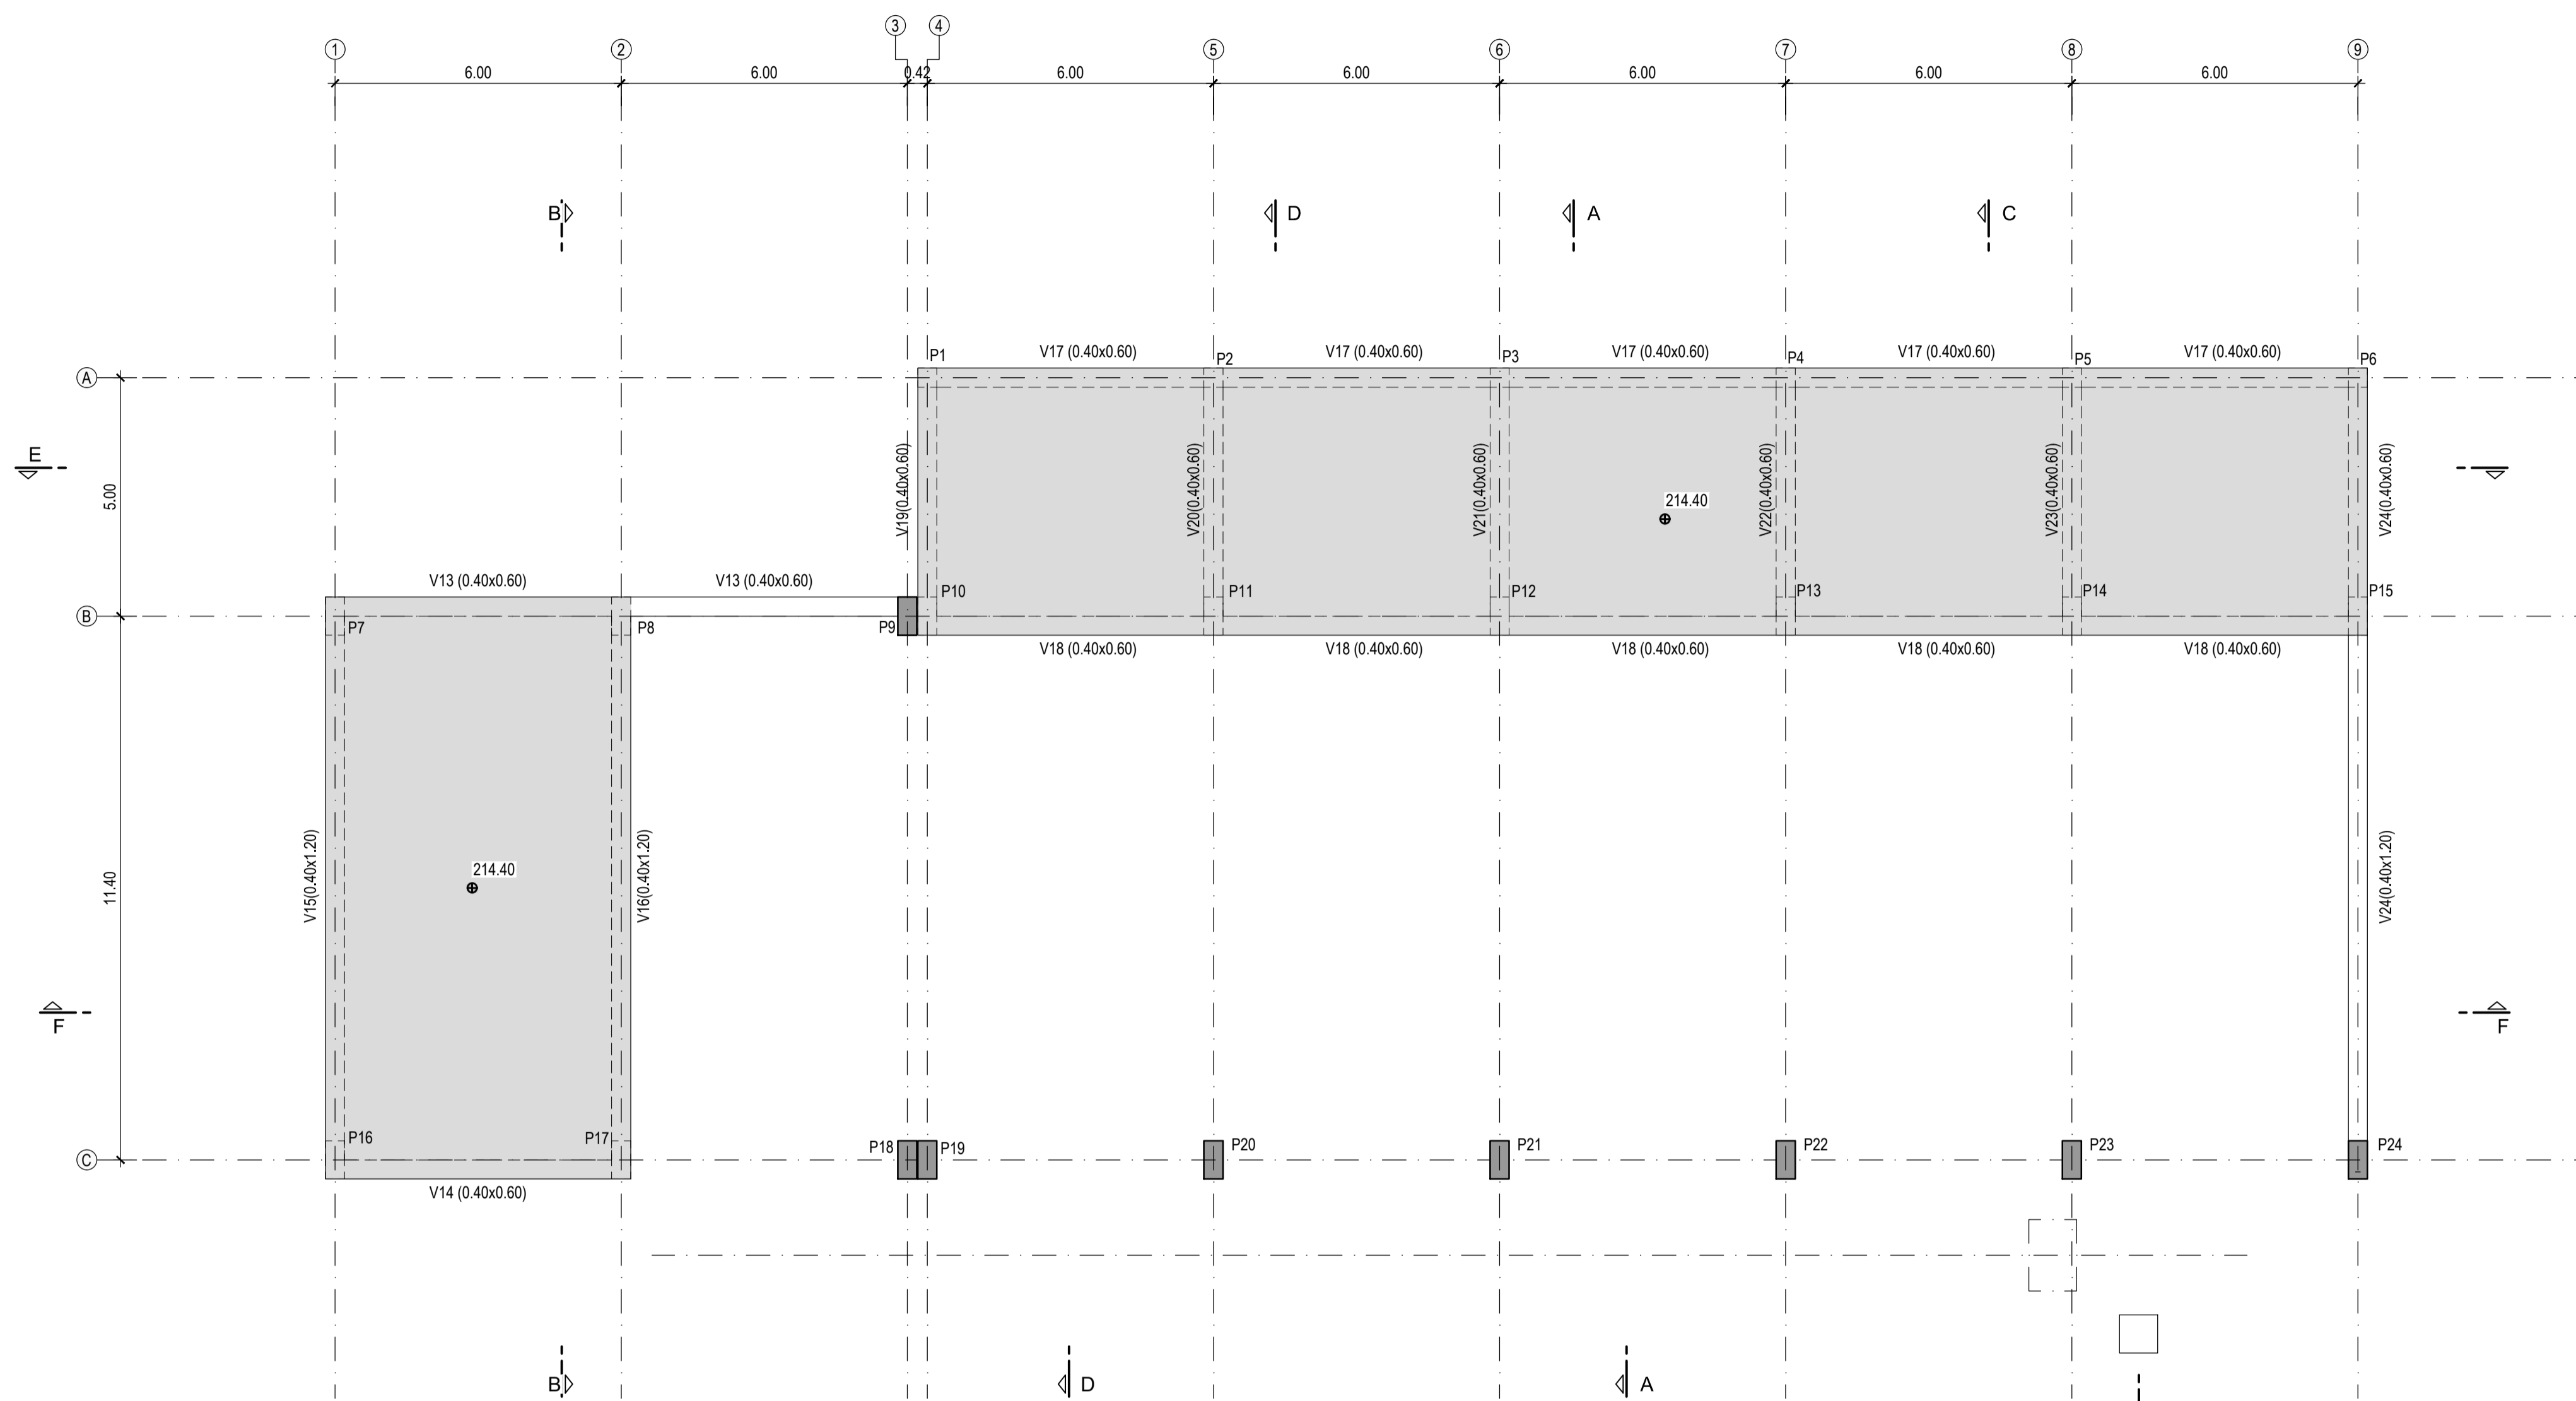 3 4
1 2 5 6 7 8 9
6.00 6.00 0.42 6.00 6.00 6.00 6.00 6.00
B D A C
P1 V17 (0.40x0.60) P2 V17 (0.40x0.60) P3 V17 (0.40x0.60) P4 V17 (0.40x0.60) P5 V17 (0.40x0.60) P6
A
E
5.00
V19(0.40x0.60) V20(0.40x0.60) V21(0.40x0.60) V22(0.40x0.60) V23(0.40x0.60) V24(0.40x0.60)
214.40
V13 (0.40x0.60) V13 (0.40x0.60)
P10 P11 P12 P13 P14 P15
B
P7 P8 P9
V18 (0.40x0.60) V18 (0.40x0.60) V18 (0.40x0.60) V18 (0.40x0.60) V18 (0.40x0.60)
11.40
V15(0.40x1.20) V16(0.40x1.20) V24(0.40x1.20)
214.40
F F
P16 P17 P18 P19 P20 P21 P22 P23 P24
C
V14 (0.40x0.60)
B D A